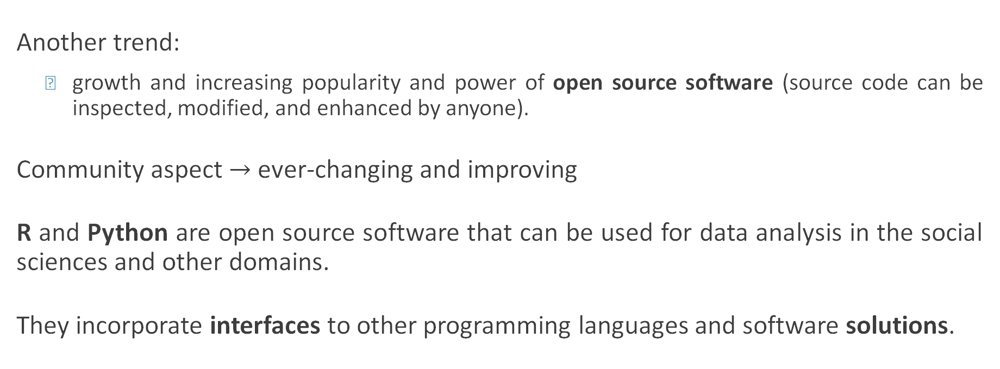 Another trend:
growth and increasing popularity and power of open source software (source code can be
inspected, modified, and enhanced by anyone).
Community aspect → ever-changing and improving
R and Python are open source software that can be used for data analysis in the social
sciences and other domains.
They incorporate interfaces to other programming languages and software solutions.